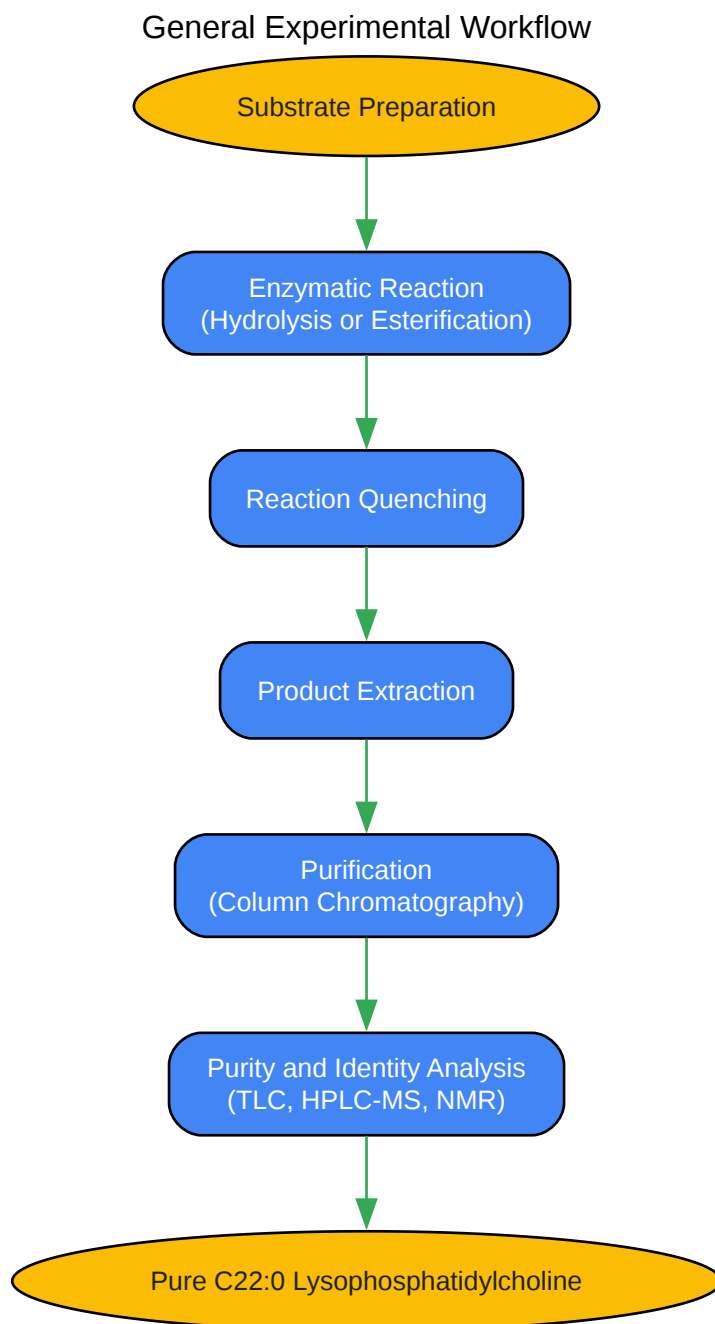 General Experimental Workflow
Substrate Preparation
Enzymatic Reaction
(Hydrolysis or Esterification)
Reaction Quenching
Product Extraction
Purification
(Column Chromatography)
Purity and Identity Analysis
(TLC, HPLC-MS, NMR)
Pure C22:0 Lysophosphatidylcholine